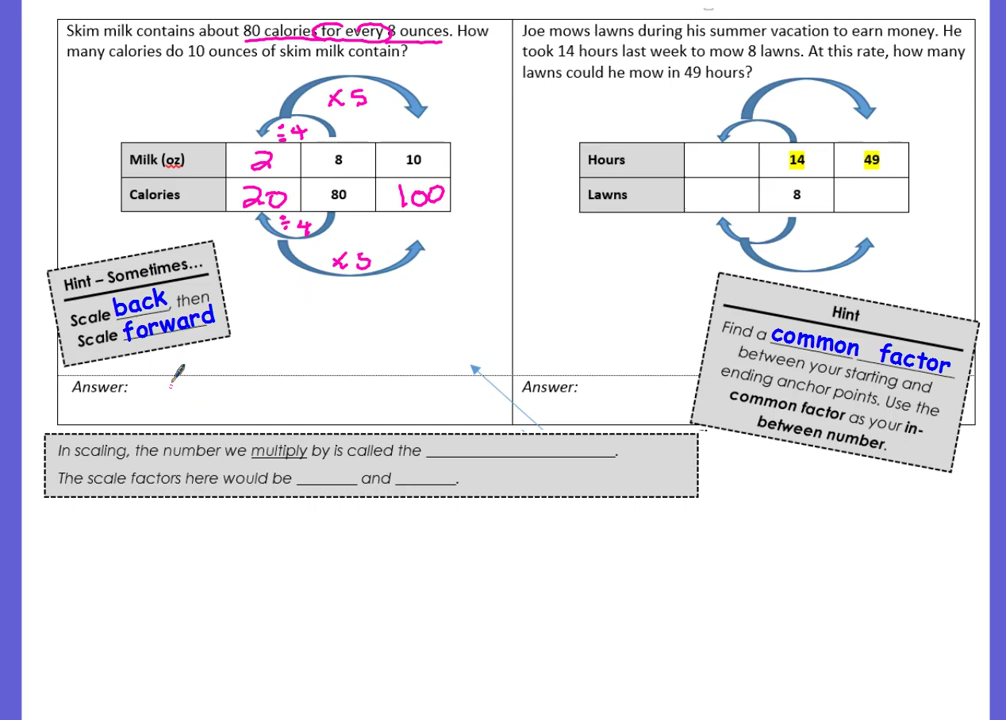 Skim milk contains about 80 calories for every 8 ounces. How
many calories do 10 ounces of skim milk contain?
× 5
÷ 4
Milk (oz) 2 8 10
Calories 20 80 100
÷ 4
× 5
Hint – Sometimes...
Scale back, then
Scale forward
Answer:
Joe mows lawns during his summer vacation to earn money. He
took 14 hours last week to mow 8 lawns. At this rate, how many
lawns could he mow in 49 hours?
Hours 14 49
Lawns 8
Hint
Find a common factor
between your starting and
ending anchor points. Use the
common factor as your in-
between number.
Answer:
In scaling, the number we multiply by is called the ____________________.
The scale factors here would be _______ and _______.